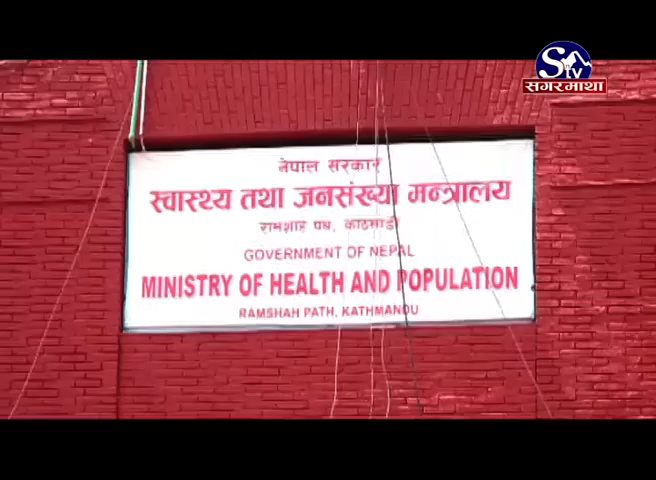 S TV
सगरमाथा
नेपाल सरकार
स्वास्थ्य तथा जनसंख्या मन्त्रालय
रामशाह पथ, काठमाडौं
GOVERNMENT OF NEPAL
MINISTRY OF HEALTH AND POPULATION
RAMSHAH PATH, KATHMANDU